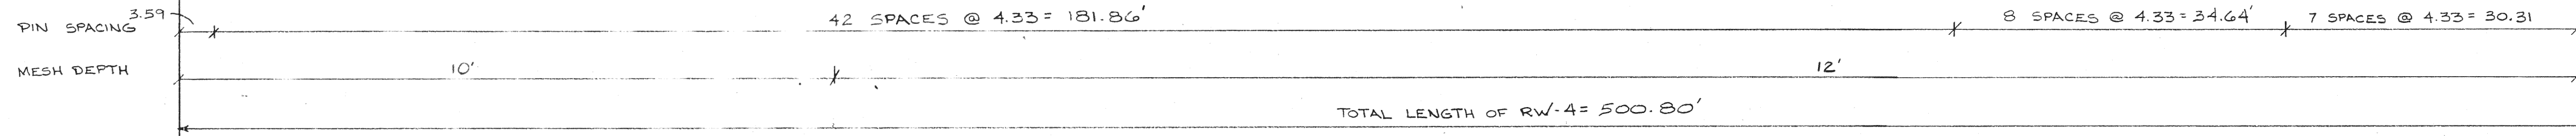 3.59
PIN SPACING 42 SPACES @ 4.33 = 181.86' 8 SPACES @ 4.33 = 34.64' 7 SPACES @ 4.33 = 30.31
MESH DEPTH 10' 12'
TOTAL LENGTH OF RW-4 = 500.80'